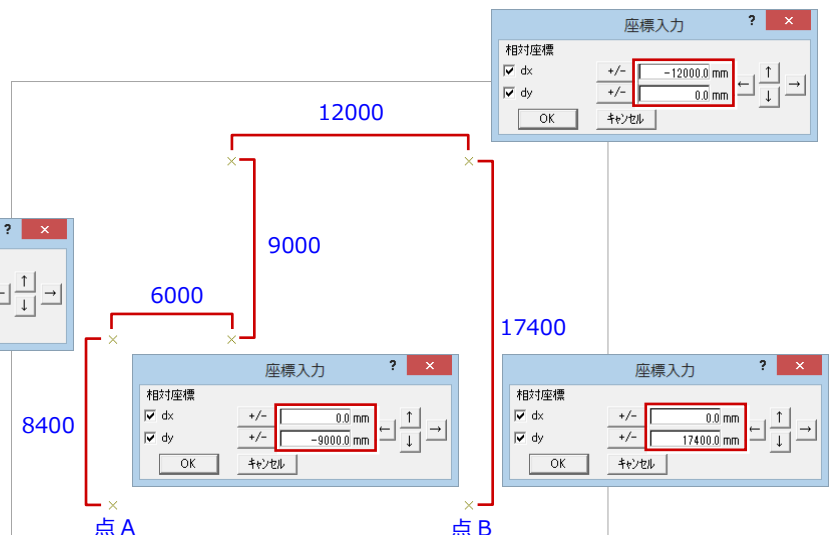 座標入力 ?
相対座標
dx +/- -12000.0 mm ← ↑ →
dy +/- 0.0 mm ↓
OK キャンセル
12000
9000
? ×
↑ →
↓
6000
17400
8400
座標入力 ? ×
相対座標
dx +/- 0.0 mm ← ↑ →
dy +/- -9000.0 mm ↓
OK キャンセル
座標入力 ? ×
相対座標
dx +/- 0.0 mm ← ↑ →
dy +/- 17400.0 mm ↓
OK キャンセル
点A
点B